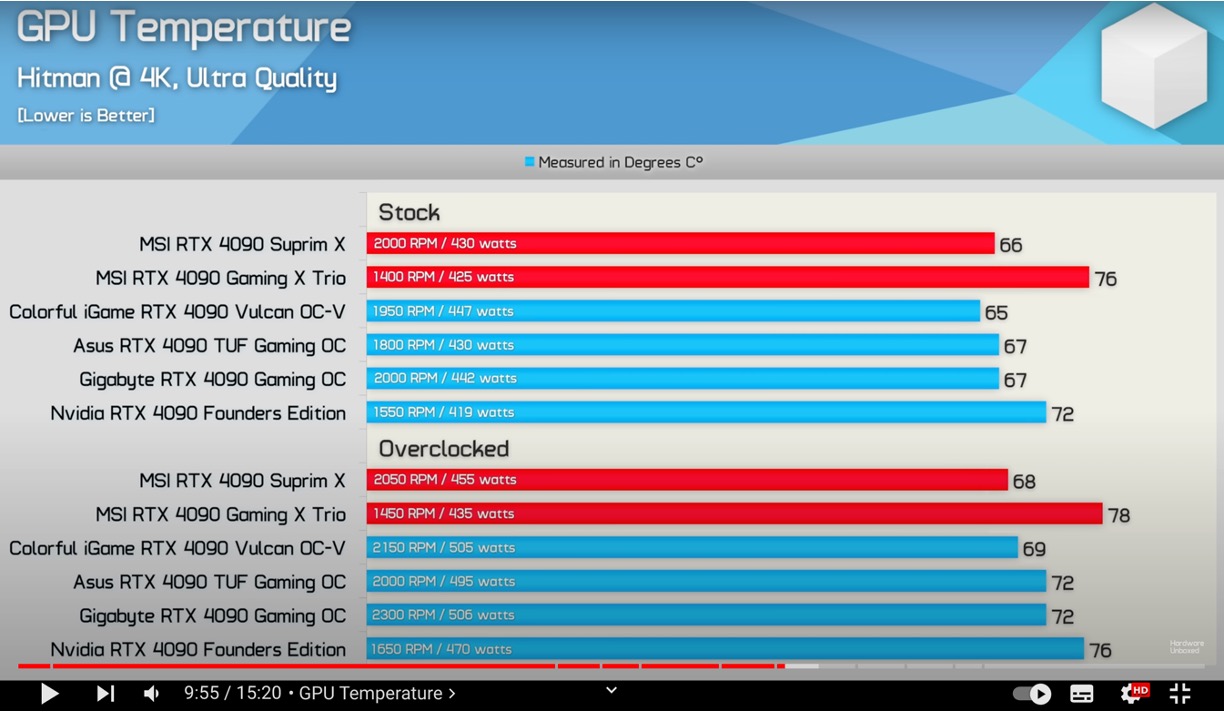 GPU Temperature
Hitman @ 4K, Ultra Quality
[Lower is Better]
Measured in Degrees C°
Stock
MSI RTX 4090 Suprim X 2000 RPM / 430 watts 66
MSI RTX 4090 Gaming X Trio 1400 RPM / 425 watts 76
Colorful iGame RTX 4090 Vulcan OC-V 1950 RPM / 447 watts 65
Asus RTX 4090 TUF Gaming OC 1800 RPM / 430 watts 67
Gigabyte RTX 4090 Gaming OC 2000 RPM / 442 watts 67
Nvidia RTX 4090 Founders Edition 1550 RPM / 419 watts 72
Overclocked
MSI RTX 4090 Suprim X 2050 RPM / 455 watts 68
MSI RTX 4090 Gaming X Trio 1450 RPM / 435 watts 78
Colorful iGame RTX 4090 Vulcan OC-V 2150 RPM / 505 watts 69
Asus RTX 4090 TUF Gaming OC 2000 RPM / 495 watts 72
Gigabyte RTX 4090 Gaming OC 2300 RPM / 506 watts 72
Nvidia RTX 4090 Founders Edition 1650 RPM / 470 watts 76
Hardware
Unboxed
9:55 / 15:20 • GPU Temperature >
HD